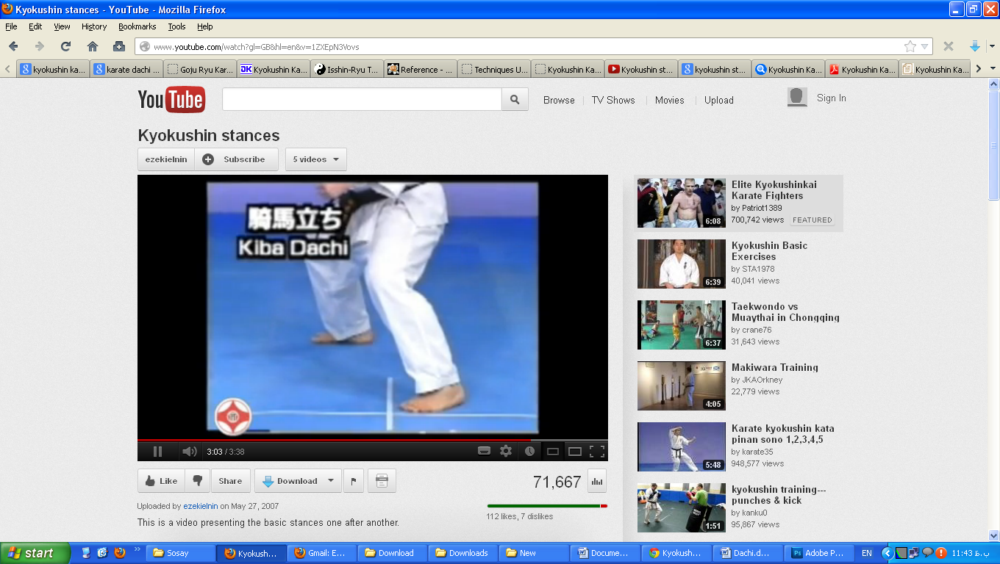 Kyokushin stances - YouTube - Mozilla Firefox
File Edit View History Bookmarks Tools Help
www.youtube.com/watch?gl=GB&hl=en&v=1ZXEpN3Vovs
kyokushin ka... karate dachi ... Goju Ryu Kar... Kyokushin Ka... Isshin-Ryu T... Reference - ... Techniques U... Kyokushin Ka... Kyokushin st... kyokushin st... Kyokushin Ka... Kyokushin Ka... Kyokushin Ka...
YouTube Browse TV Shows Movies Upload Sign In
Kyokushin stances
ezekielnin Subscribe 5 videos
騎馬立ち
Kiba Dachi
3:03 / 3:38
Like Share Download 71,667
Uploaded by ezekielnin on May 27, 2007
112 likes, 7 dislikes
This is a video presenting the basic stances one after another.
6:08
Elite Kyokushinkai
Karate Fighters
by Patriot1389
700,742 views FEATURED
6:39
Kyokushin Basic
Exercises
by STA1978
40,041 views
6:37
Taekwondo vs
Muaythai in Chongqing
by crane76
31,643 views
4:05
Makiwara Training
by JKAOrkney
22,779 views
5:48
Karate kyokushin kata
pinan sono 1,2,3,4,5
by karate35
948,577 views
1:51
kyokushin training---
punches & kick
by kanku0
95,867 views
start Sosay Kyokush... Gmail: E... Download Downloads New Docume... Kyokush... Dachi.d... Adobe P... EN 11:43 ب.ظ